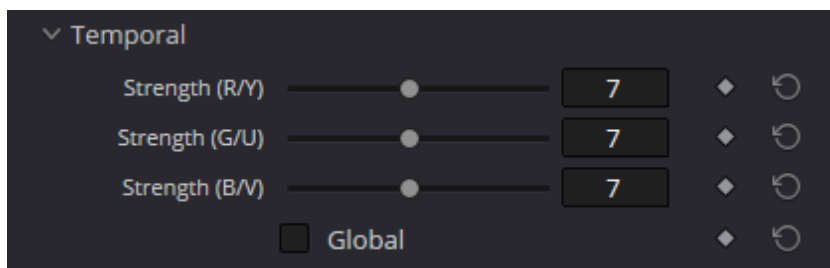 Temporal
Strength (R/Y) 7
Strength (G/U) 7
Strength (B/V) 7
Global